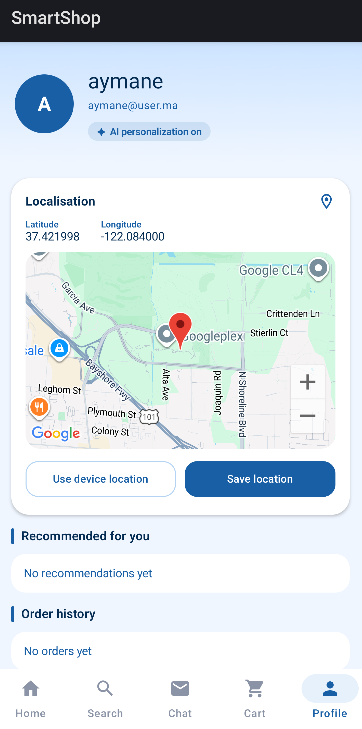 SmartShop
A
aymane
aymane@user.ma
AI personalization on
Localisation
Latitude
Longitude
37.421998
-122.084000
Google CL4
Garcia Ave
Crittenden Ln
Stierlin Ct
Googleplex
sale
Bayshore Fwy
Leghorn St
Alta Ave
Joaquin Rd
N Shoreline Blvd
Plymouth St
101
Colony St
Google
+
−
Use device location
Save location
Recommended for you
No recommendations yet
Order history
No orders yet
Home
Search
Chat
Cart
Profile